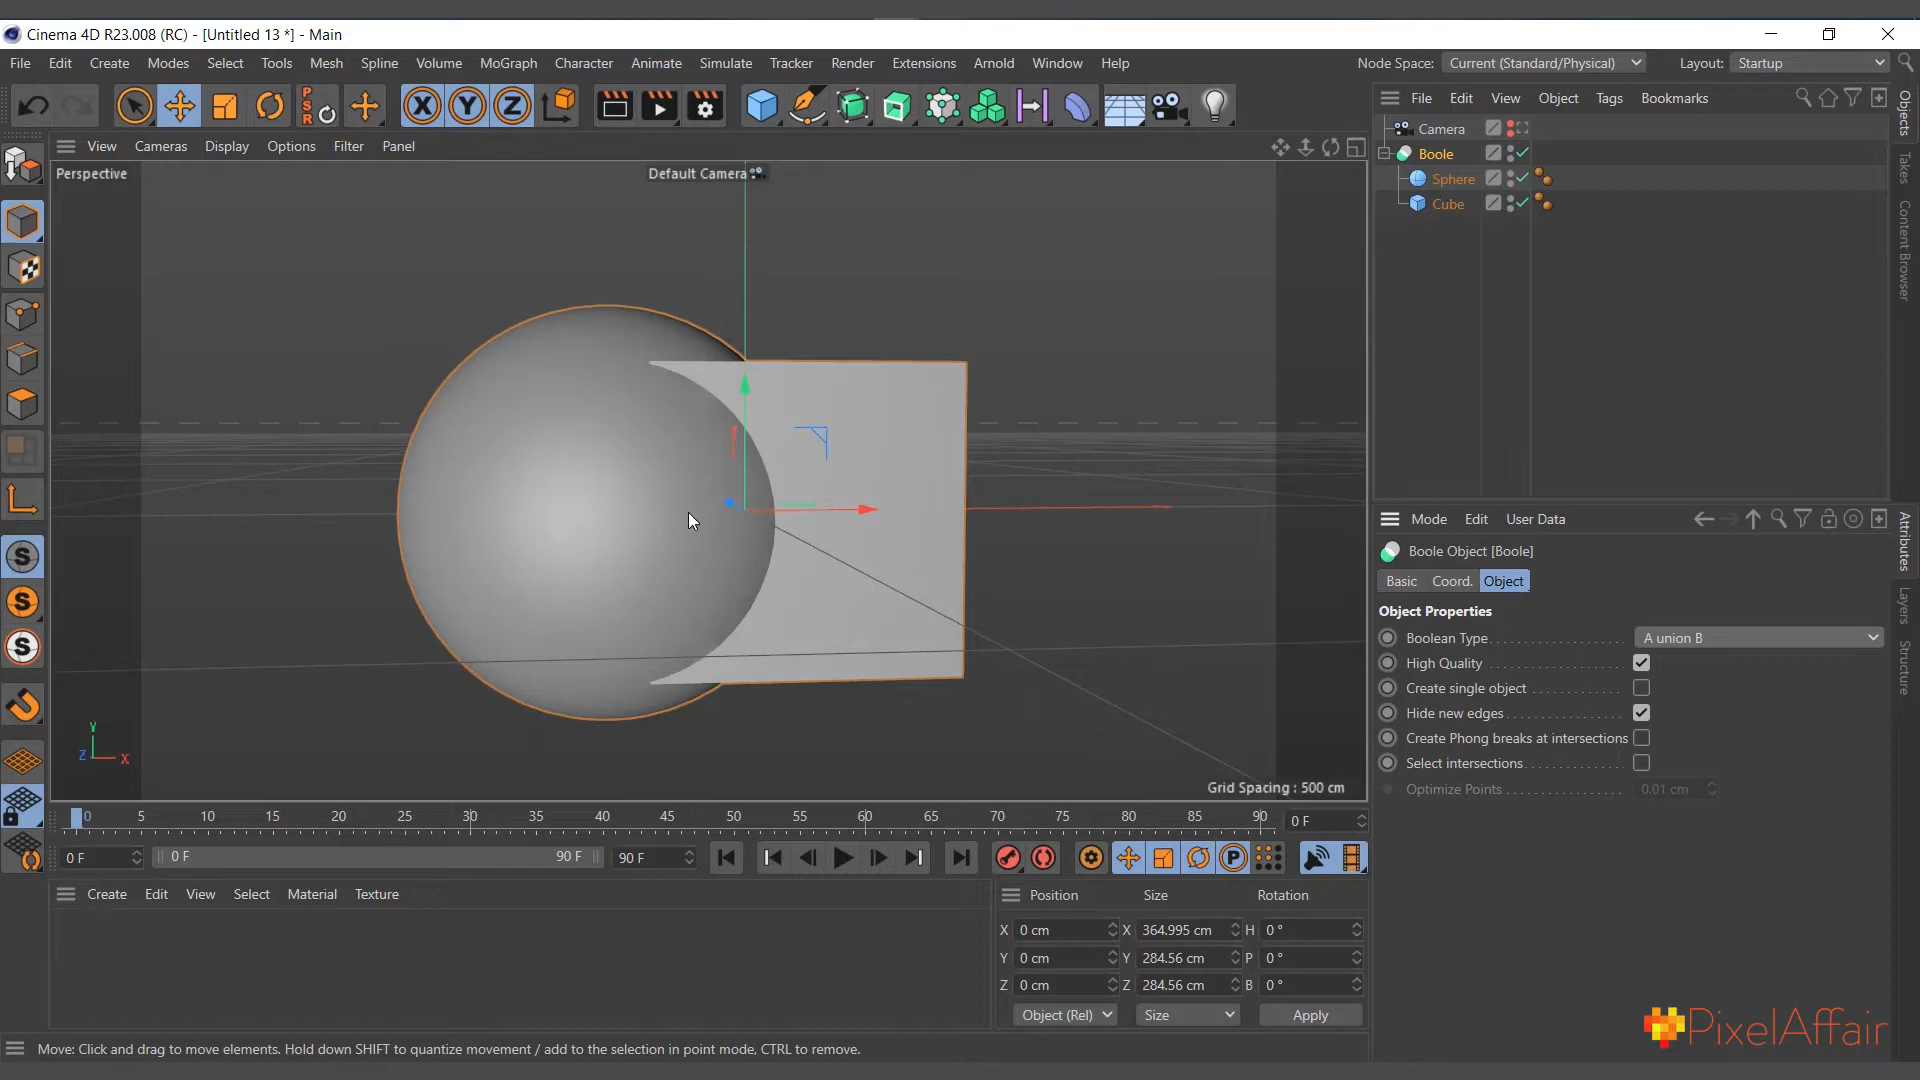 Cinema 4D R23.008 (RC) - [Untitled 13 *] - Main
File Edit Create Modes Select Tools Mesh Spline Volume MoGraph Character Animate Simulate Tracker Render Extensions Arnold Window Help Node Space: Current (Standard/Physical) Layout: Startup
PSR X Y Z
File Edit View Object Tags Bookmarks
View Cameras Display Options Filter Panel
Perspective Default Camera
Camera
Boole
Sphere
Cube
Objects
Takes
Content Browser
Mode Edit User Data
Boole Object [Boole]
Basic Coord. Object
Object Properties
Boolean Type A union B
High Quality
Create single object
Hide new edges
Create Phong breaks at intersections
Select intersections
Optimize Points 0.01 cm
Attributes
Layers
Structure
S
S
S
Y
Z X
Grid Spacing : 500 cm
0 5 10 15 20 25 30 35 40 45 50 55 60 65 70 75 80 85 90 0 F
0 F 0 F 90 F 90 F P
Create Edit View Select Material Texture
Position Size Rotation
X 0 cm X 364.995 cm H 0 °
Y 0 cm Y 284.56 cm P 0 °
Z 0 cm Z 284.56 cm B 0 °
Object (Rel) Size Apply
PixelAffair
Move: Click and drag to move elements. Hold down SHIFT to quantize movement / add to the selection in point mode, CTRL to remove.